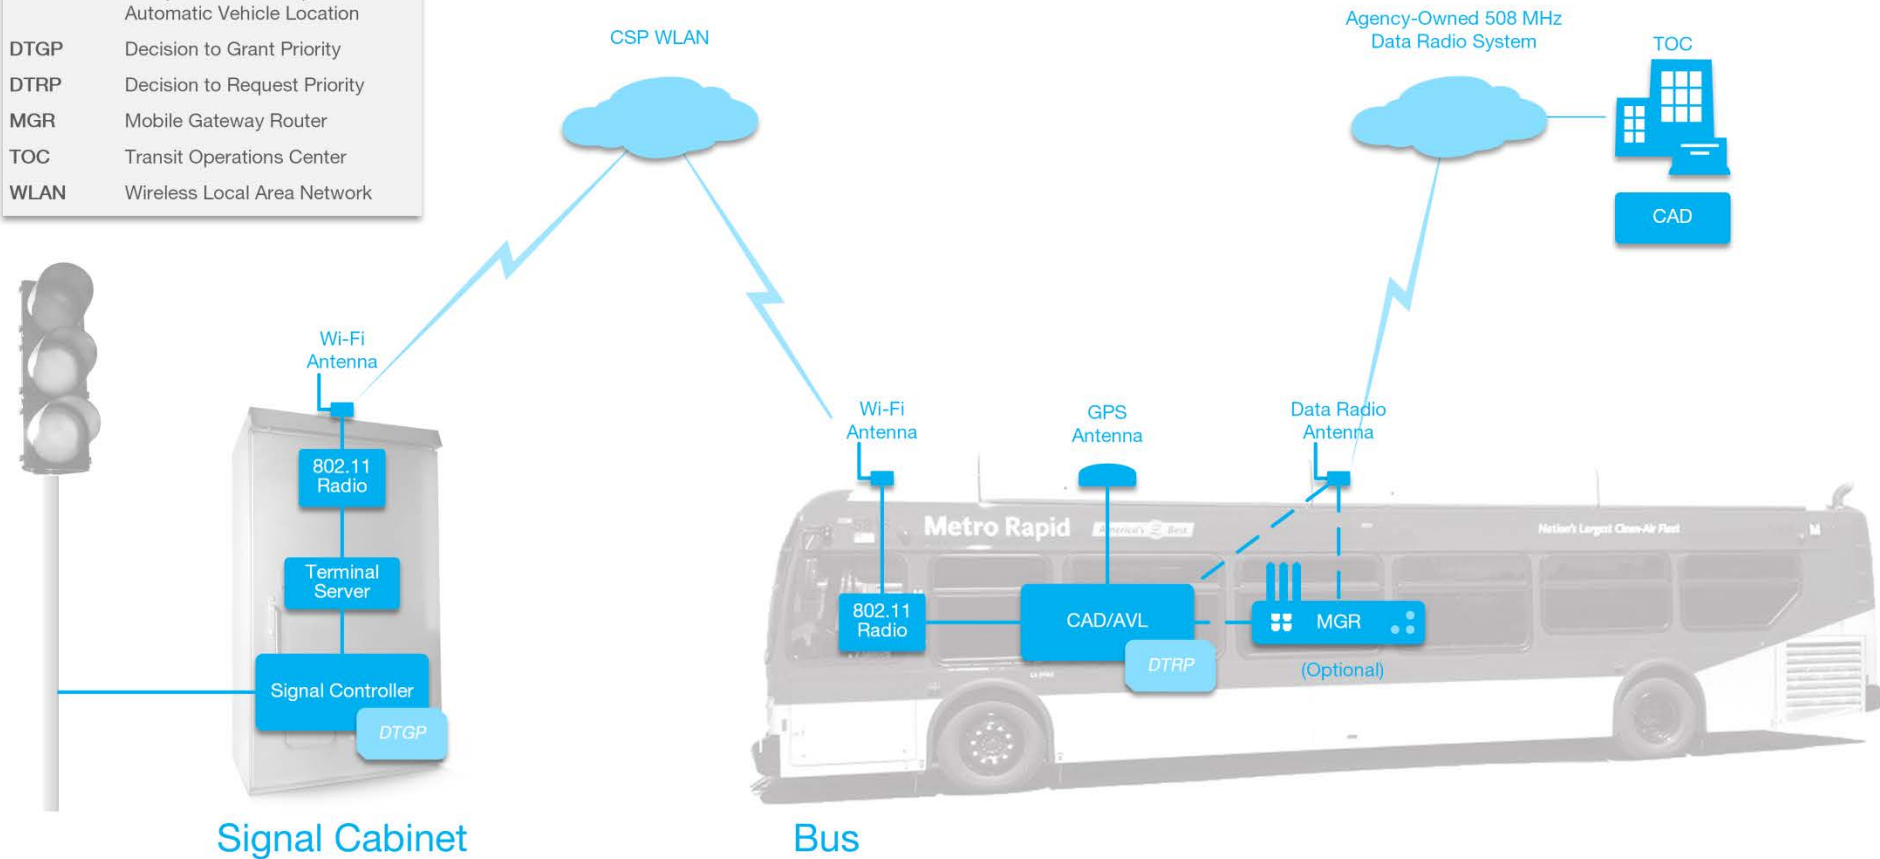 Automatic Vehicle Location
DTGP Decision to Grant Priority
DTRP Decision to Request Priority
MGR Mobile Gateway Router
TOC Transit Operations Center
WLAN Wireless Local Area Network
CSP WLAN
Agency-Owned 508 MHz
Data Radio System
TOC
CAD
Wi-Fi
Antenna
802.11
Radio
Terminal
Server
Signal Controller
DTGP
Wi-Fi
Antenna
GPS
Antenna
Data Radio
Antenna
Metro Rapid
America's Best
Nation's Largest Clean-Air Fleet
M
802.11
Radio
CAD/AVL
DTRP
MGR
(Optional)
Signal Cabinet
Bus